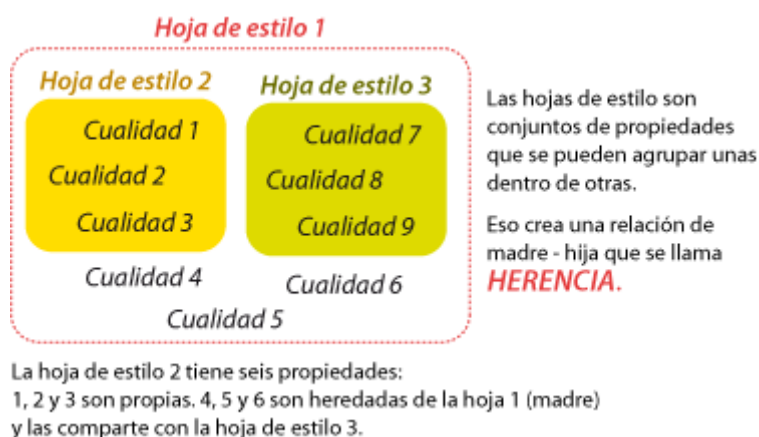 Hoja de estilo 1
Hoja de estilo 2
Cualidad 1
Cualidad 2
Cualidad 3
Hoja de estilo 3
Cualidad 7
Cualidad 8
Cualidad 9
Cualidad 4
Cualidad 6
Cualidad 5
Las hojas de estilo son
conjuntos de propiedades
que se pueden agrupar unas
dentro de otras.
Eso crea una relación de
madre - hija que se llama
HERENCIA.
La hoja de estilo 2 tiene seis propiedades:
1, 2 y 3 son propias. 4, 5 y 6 son heredadas de la hoja 1 (madre)
y las comparte con la hoja de estilo 3.